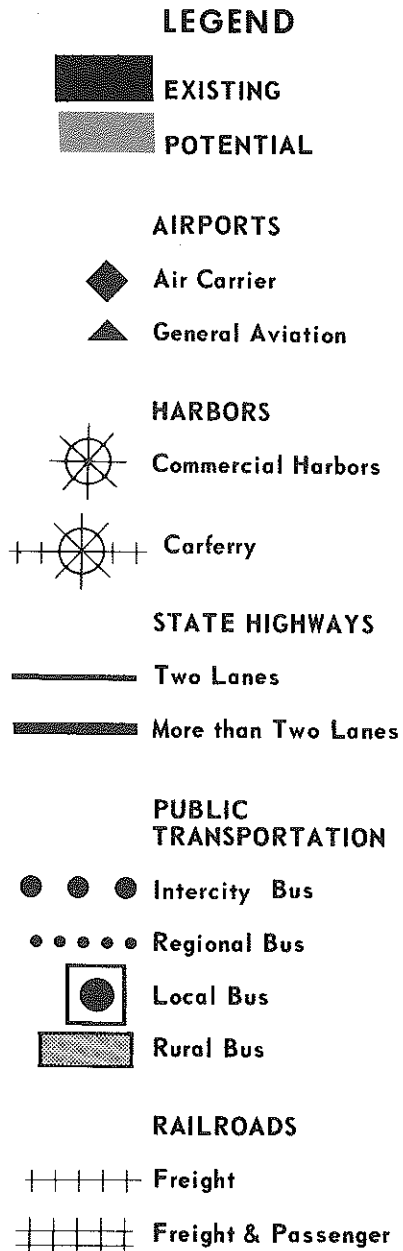 LEGEND
EXISTING
POTENTIAL
AIRPORTS
Air Carrier
General Aviation
HARBORS
Commercial Harbors
Carferry
STATE HIGHWAYS
Two Lanes
More than Two Lanes
PUBLIC
TRANSPORTATION
Intercity Bus
Regional Bus
Local Bus
Rural Bus
RAILROADS
Freight
Freight & Passenger